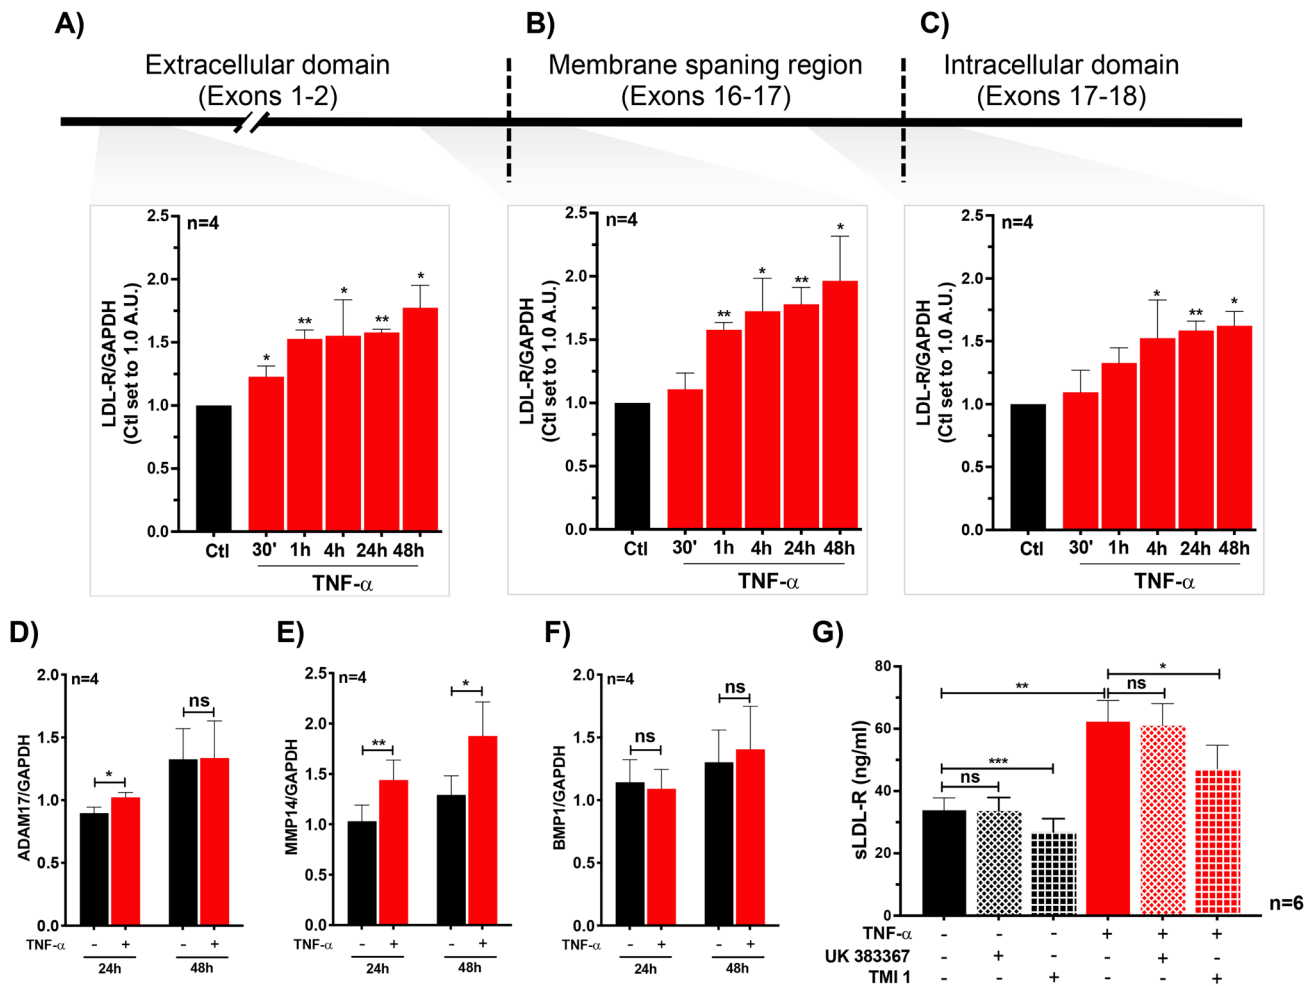 A)
B)
C)
Extracellular domain
(Exons 1-2)
Membrane spaning region
(Exons 16-17)
Intracellular domain
(Exons 17-18)
n=4
LDL-R/GAPDH
(Ctl set to 1.0 A.U.)
2.5
2.0
1.5
1.0
0.5
0.0
* ** * ** *
Ctl 30' 1h 4h 24h 48h
TNF-α
n=4
LDL-R/GAPDH
(Ctl set to 1.0 A.U.)
2.5
2.0
1.5
1.0
0.5
0.0
** * ** *
Ctl 30' 1h 4h 24h 48h
TNF-α
n=4
LDL-R/GAPDH
(Ctl set to 1.0 A.U.)
2.5
2.0
1.5
1.0
0.5
0.0
* ** *
Ctl 30' 1h 4h 24h 48h
TNF-α
D)
n=4
ADAM17/GAPDH
2.0
1.5
1.0
0.5
0.0
* ns
TNF-α - + - +
24h 48h
E)
n=4
MMP14/GAPDH
2.5
2.0
1.5
1.0
0.5
0.0
** *
TNF-α - + - +
24h 48h
F)
n=4
BMP1/GAPDH
2.0
1.5
1.0
0.5
0.0
ns ns
TNF-α - + - +
24h 48h
G)
sLDL-R (ng/ml)
80
60
40
20
0
*
** ns
***
ns
n=6
TNF-α - - - + + +
UK 383367 - + - - + -
TMI 1 - - + - - +